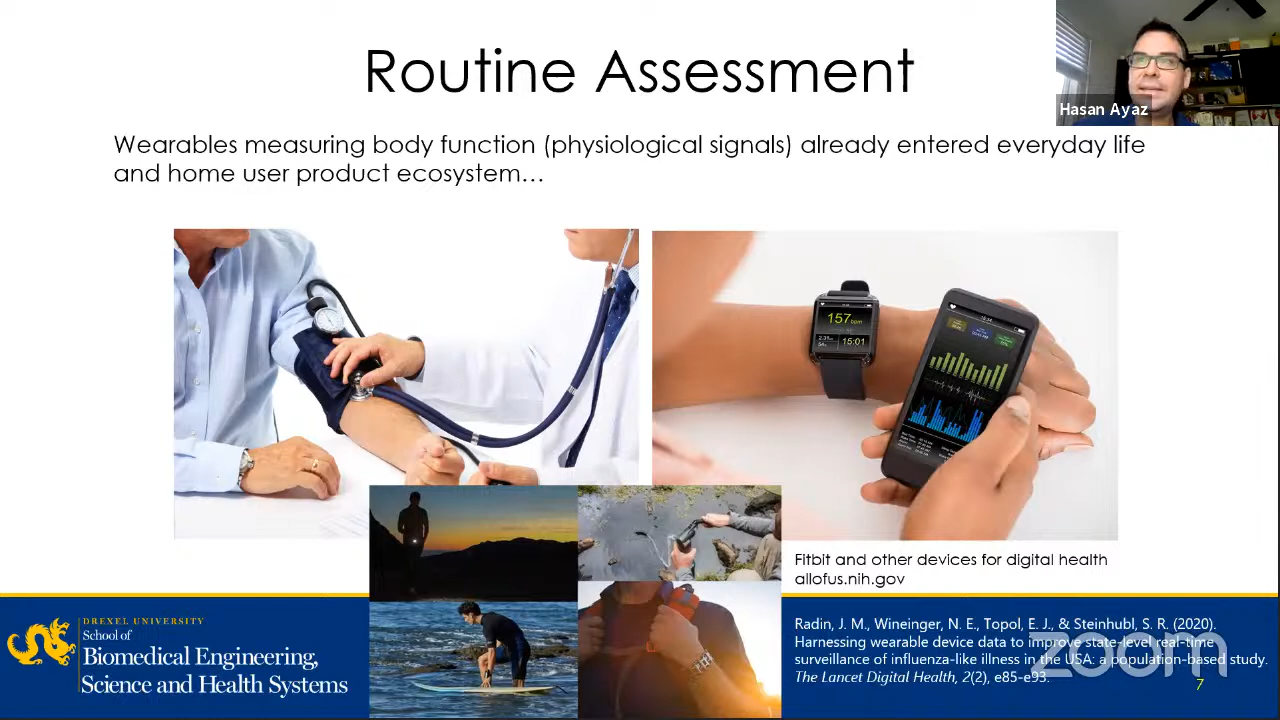 Routine Assessment
Hasan Ayaz
Wearables measuring body function (physiological signals) already entered everyday life
and home user product ecosystem…
157bpm
15:01
Fitbit and other devices for digital health
allofus.nih.gov
DREXEL UNIVERSITY
School of
Biomedical Engineering,
Science and Health Systems
Radin, J. M., Wineinger, N. E., Topol, E. J., & Steinhubl, S. R. (2020).
Harnessing wearable device data to improve state-level real-time
surveillance of influenza-like illness in the USA: a population-based study.
The Lancet Digital Health, 2(2), e85-e93.
zoom
7